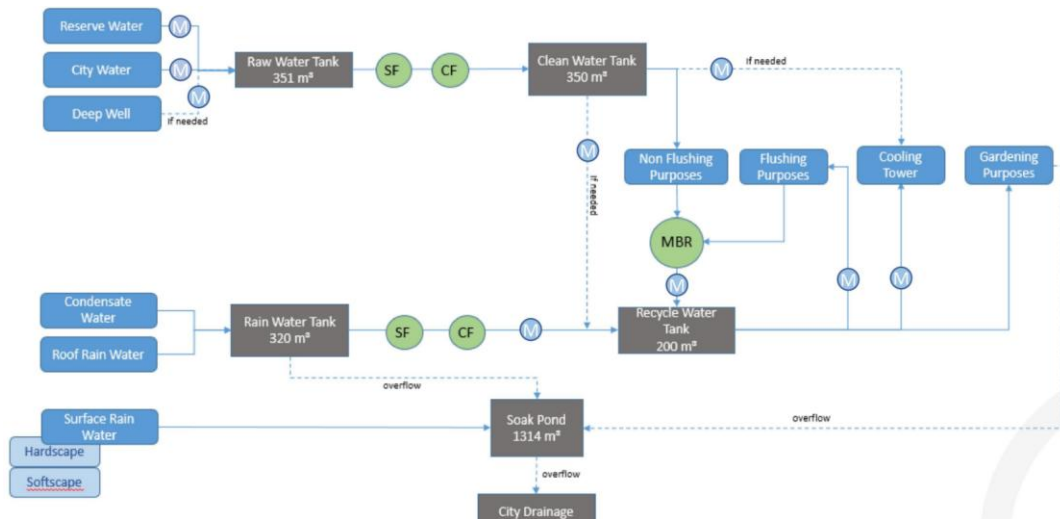 Reserve Water
City Water
Deep Well
M
M
M
If needed
Raw Water Tank
351 m³
SF
CF
Clean Water Tank
350 m³
M
If needed
M
If needed
Non Flushing
Purposes
Flushing
Purposes
Cooling
Tower
Gardening
Purposes
MBR
M
M
M
Condensate
Water
Roof Rain Water
Rain Water Tank
320 m³
SF
CF
M
Recycle Water
Tank
200 m³
overflow
Surface Rain
Water
Hardscape
Softscape
Soak Pond
1314 m³
overflow
overflow
City Drainage